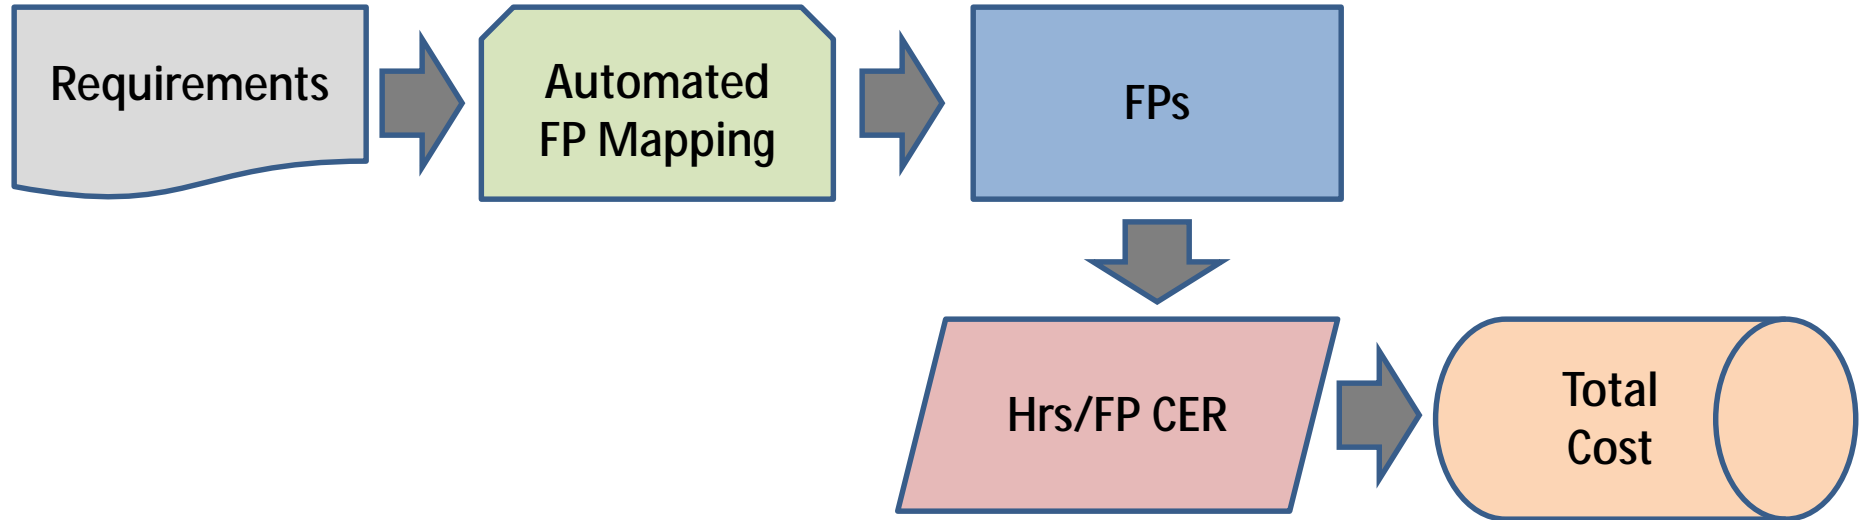 Requirements
Automated
FP Mapping
FPs
Hrs/FP CER
Total
Cost